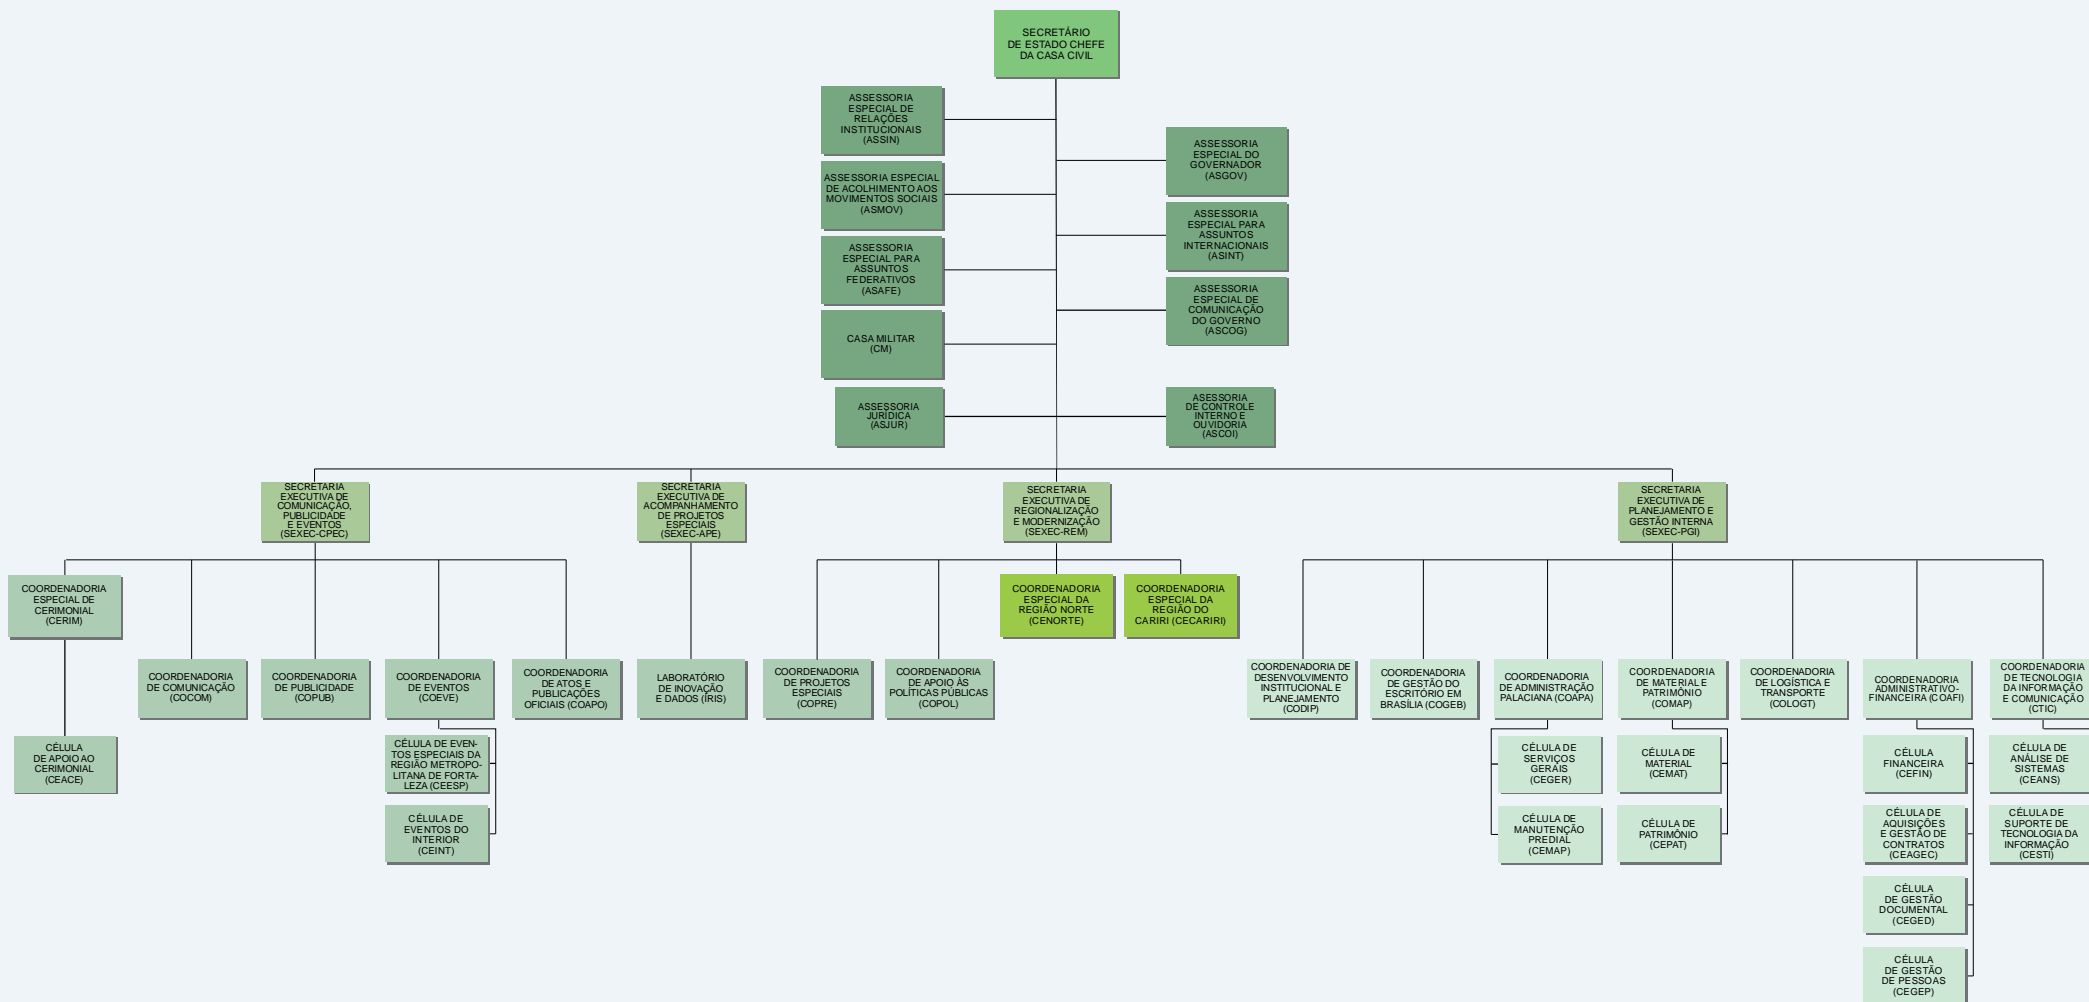 SECRETÁRIO
DE ESTADO CHEFE
DA CASA CIVIL
ASSESSORIA
ESPECIAL DE
RELAÇÕES
INSTITUCIONAIS
(ASSIN)
ASSESSORIA
ESPECIAL DO
GOVERNADOR
(ASGOV)
ASSESSORIA ESPECIAL
DE ACOLHIMENTO AOS
MOVIMENTOS SOCIAIS
(ASMOV)
ASSESSORIA
ESPECIAL PARA
ASSUNTOS
INTERNACIONAIS
(ASINT)
ASSESSORIA
ESPECIAL PARA
ASSUNTOS
FEDERATIVOS
(ASAFE)
ASSESSORIA
ESPECIAL DE
COMUNICAÇÃO
DO GOVERNO
(ASCOG)
CASA MILITAR
(CM)
ASSESSORIA
JURÍDICA
(ASJUR)
ASESSORIA
DE CONTROLE
INTERNO E
OUVIDORIA
(ASCOI)
SECRETARIA
EXECUTIVA DE
COMUNICAÇÃO,
PUBLICIDADE
E EVENTOS
(SEXEC-CPEC)
SECRETARIA
EXECUTIVA DE
ACOMPANHAMENTO
DE PROJETOS
ESPECIAIS
(SEXEC-APE)
SECRETARIA
EXECUTIVA DE
REGIONALIZAÇÃO
E MODERNIZAÇÃO
(SEXEC-REM)
SECRETARIA
EXECUTIVA DE
PLANEJAMENTO E
GESTÃO INTERNA
(SEXEC-PGI)
COORDENADORIA
ESPECIAL DE
CERIMONIAL
(CERIM)
COORDENADORIA
ESPECIAL DA
REGIÃO NORTE
(CENORTE)
COORDENADORIA
ESPECIAL DA
REGIÃO DO
CARIRI (CECARIRI)
COORDENADORIA
DE COMUNICAÇÃO
(COCOM)
COORDENADORIA
DE PUBLICIDADE
(COPUB)
COORDENADORIA
DE EVENTOS
(COEVE)
COORDENADORIA
DE ATOS E
PUBLICAÇÕES
OFICIAIS (COAPO)
LABORATÓRIO
DE INOVAÇÃO
E DADOS (ÍRIS)
COORDENADORIA
DE PROJETOS
ESPECIAIS
(COPRE)
COORDENADORIA
DE APOIO ÀS
POLÍTICAS PÚBLICAS
(COPOL)
COORDENADORIA DE
DESENVOLVIMENTO
INSTITUCIONAL E
PLANEJAMENTO
(CODIP)
COORDENADORIA
DE GESTÃO DO
ESCRITÓRIO EM
BRASÍLIA (COGEB)
COORDENADORIA
DE ADMINISTRAÇÃO
PALACIANA (COAPA)
COORDENADORIA
DE MATERIAL E
PATRIMÔNIO
(COMAP)
COORDENADORIA
DE LOGÍSTICA E
TRANSPORTE
(COLOGT)
COORDENADORIA
ADMINISTRATIVO-
FINANCEIRA (COAFI)
COORDENADORIA
DE TECNOLOGIA
DA INFORMAÇÃO
E COMUNICAÇÃO
(CTIC)
CÉLULA
DE APOIO AO
CERIMONIAL
(CEACE)
CÉLULA DE EVEN-
TOS ESPECIAIS DA
REGIÃO METROPO-
LITANA DE FORTA-
LEZA (CEESP)
CÉLULA DE
SERVIÇOS
GERAIS
(CEGER)
CÉLULA DE
MATERIAL
(CEMAT)
CÉLULA
FINANCEIRA
(CEFIN)
CÉLULA DE
ANÁLISE DE
SISTEMAS
(CEANS)
CÉLULA DE
EVENTOS DO
INTERIOR
(CEINT)
CÉLULA DE
MANUTENÇÃO
PREDIAL
(CEMAP)
CÉLULA DE
PATRIMÔNIO
(CEPAT)
CÉLULA DE
AQUISIÇÕES
E GESTÃO DE
CONTRATOS
(CEAGEC)
CÉLULA DE
SUPORTE DE
TECNOLOGIA DA
INFORMAÇÃO
(CESTI)
CÉLULA
DE GESTÃO
DOCUMENTAL
(CEGED)
CÉLULA
DE GESTÃO
DE PESSOAS
(CEGEP)